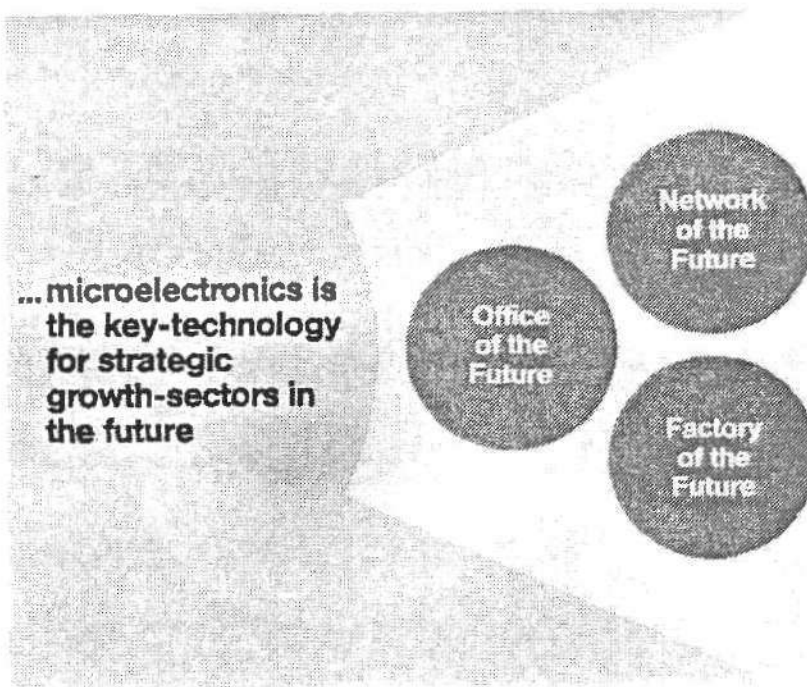 ...microelectronics is
the key-technology
for strategic
growth-sectors in
the future
Office
of the
Future
Network
of the
Future
Factory
of the
Future